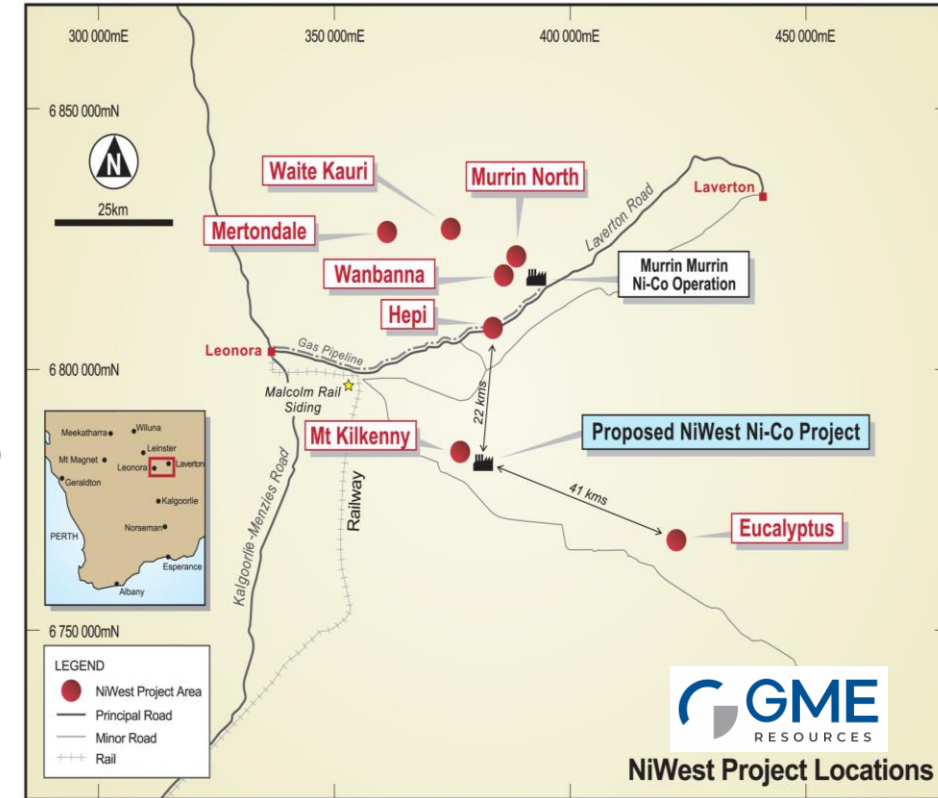 300 000mE
350 000mE
400 000mE
450 000mE
6 850 000mN
N
25km
Waite Kauri
Murrin North
Mertondale
Wanbanna
Laverton
Laverton Road
Murrin Murrin
Ni-Co Operation
Hepi
Leonora
Gas Pipeline
6 800 000mN
Malcolm Rail
Siding
22 kms
Mt Kilkenny
Proposed NiWest Ni-Co Project
41 kms
Eucalyptus
Kalgoorlie-Menzies Road
Railway
Meekatharra
Wiluna
Leinster
Mt Magnet
Leonora
Laverton
Geraldton
Kalgoorlie
Norseman
PERTH
Esperance
Albany
6 750 000mN
LEGEND
NiWest Project Area
Principal Road
Minor Road
Rail
GME
RESOURCES
NiWest Project Locations